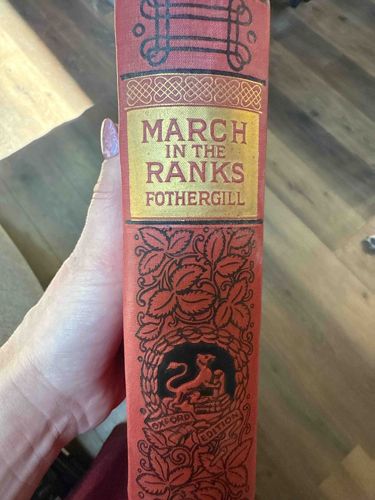 MARCH
IN THE
RANKS
FOTHERGILL
OXFORD EDITION